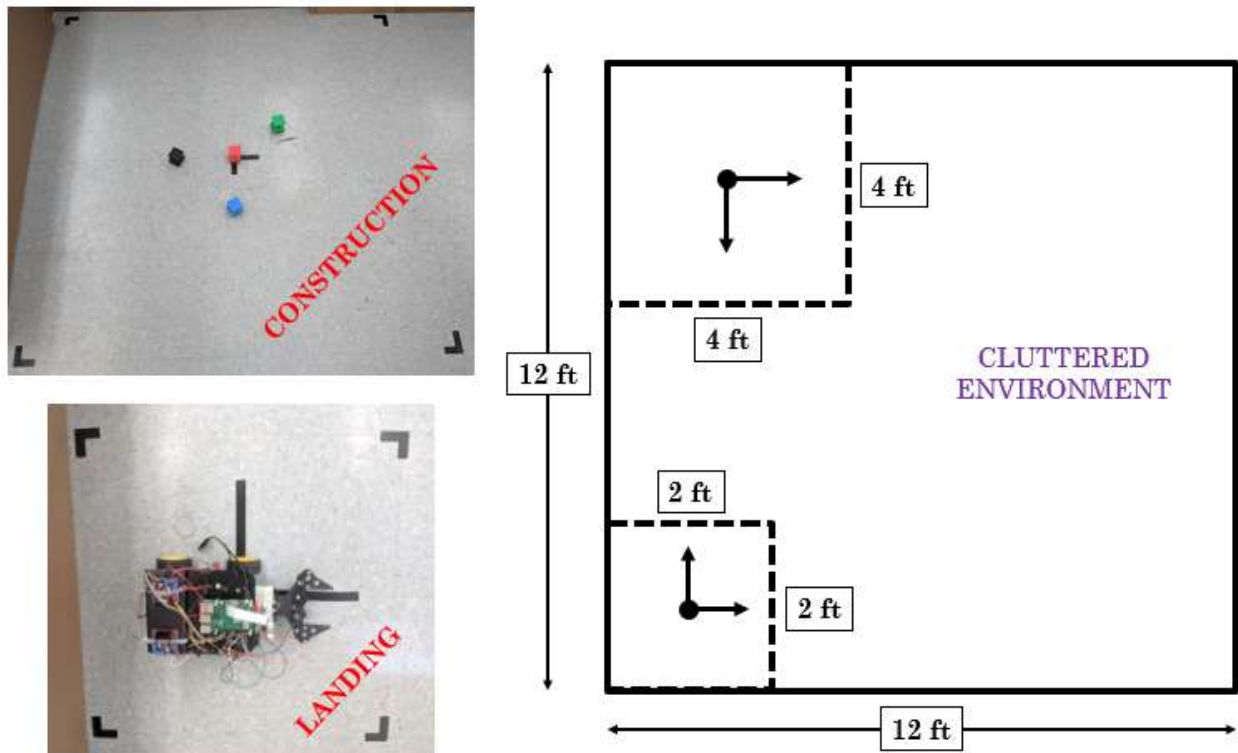 CONSTRUCTION
LANDING
12 ft
4 ft
4 ft
CLUTTERED
ENVIRONMENT
2 ft
2 ft
12 ft